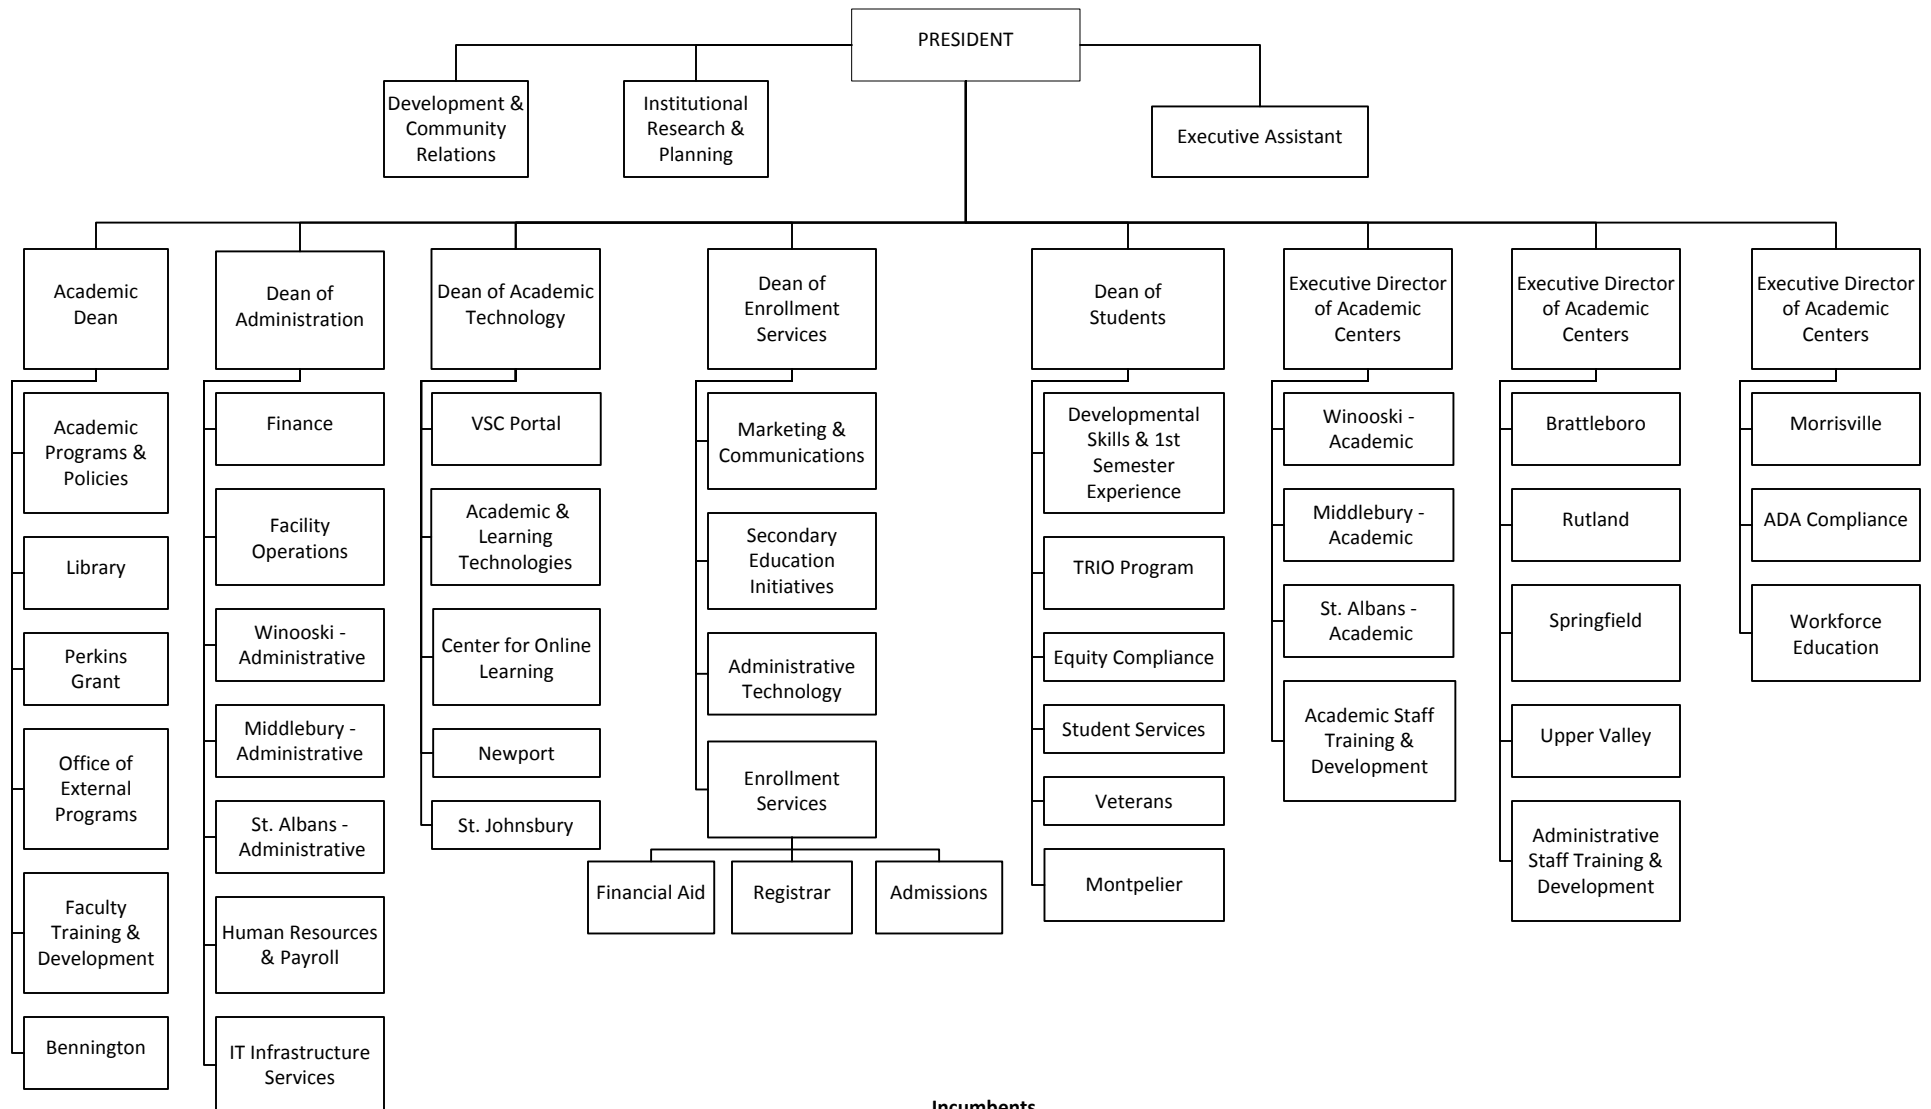 PRESIDENT
Development &
Community
Relations
Institutional
Research &
Planning
Executive Assistant
Academic
Dean
Dean of
Administration
Dean of Academic
Technology
Dean of
Enrollment
Services
Dean of
Students
Executive Director
of Academic
Centers
Executive Director
of Academic
Centers
Executive Director
of Academic
Centers
Academic
Programs &
Policies
Library
Perkins
Grant
Office of
External
Programs
Faculty
Training &
Development
Bennington
Finance
Facility
Operations
Winooski -
Administrative
Middlebury -
Administrative
St. Albans -
Administrative
Human Resources
& Payroll
IT Infrastructure
Services
VSC Portal
Academic &
Learning
Technologies
Center for Online
Learning
Newport
St. Johnsbury
Marketing &
Communications
Secondary
Education
Initiatives
Administrative
Technology
Enrollment
Services
Financial Aid
Registrar
Admissions
Developmental
Skills & 1st
Semester
Experience
TRIO Program
Equity Compliance
Student Services
Veterans
Montpelier
Winooski -
Academic
Middlebury -
Academic
St. Albans -
Academic
Academic Staff
Training &
Development
Brattleboro
Rutland
Springfield
Upper Valley
Administrative
Staff Training &
Development
Morrisville
ADA Compliance
Workforce
Education
Incumbents